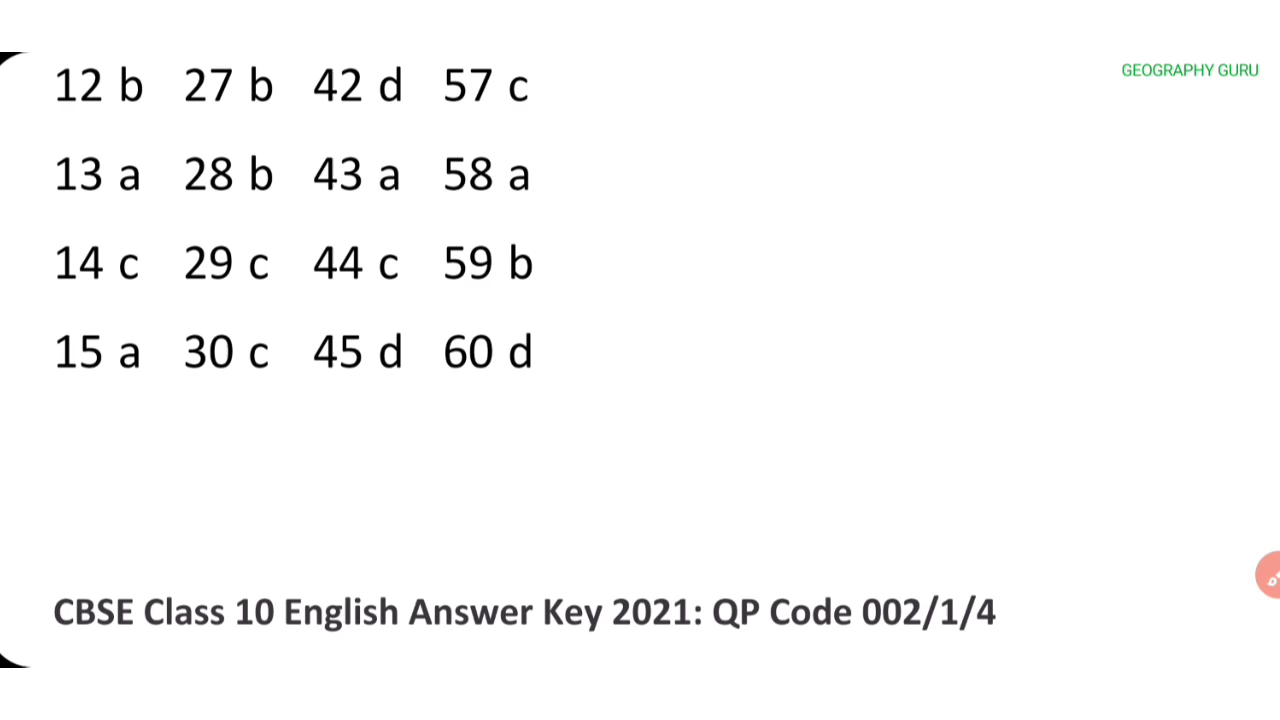 GEOGRAPHY GURU
12 b 27 b 42 d 57 c
13 a 28 b 43 a 58 a
14 c 29 c 44 c 59 b
15 a 30 c 45 d 60 d
CBSE Class 10 English Answer Key 2021: QP Code 002/1/4